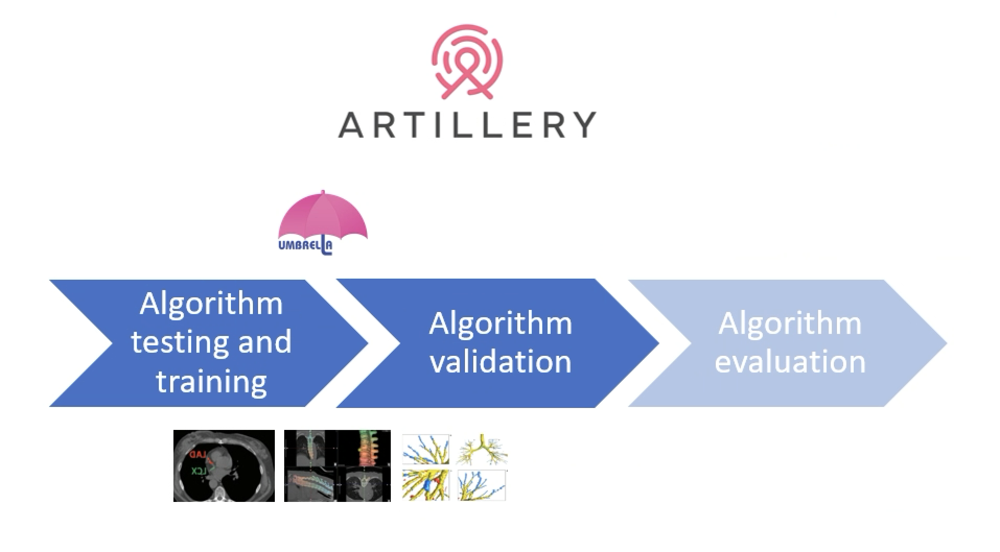 ARTILLERY
UMBRELLA
Algorithm
testing and
training
Algorithm
validation
Algorithm
evaluation
LAD
LCX